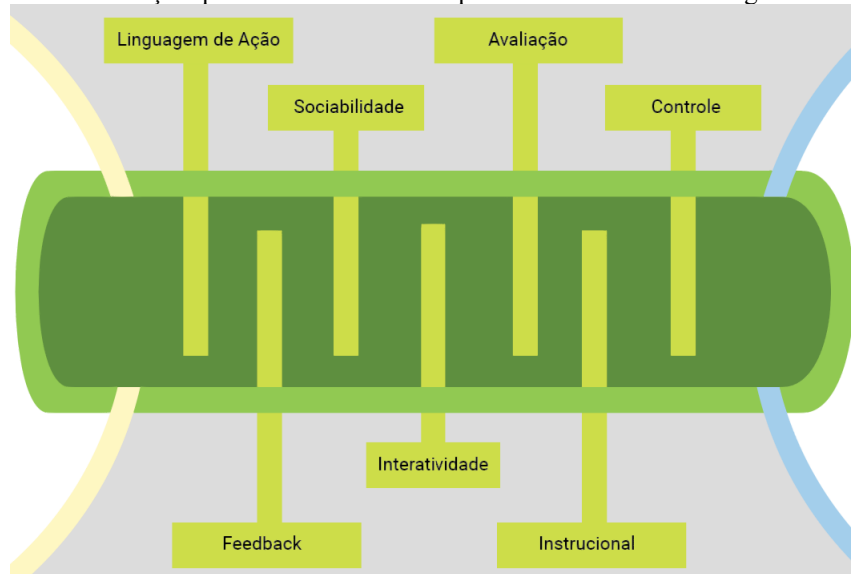 Linguagem de Ação
Avaliação
Sociabilidade
Controle
Interatividade
Feedback
Instrucional